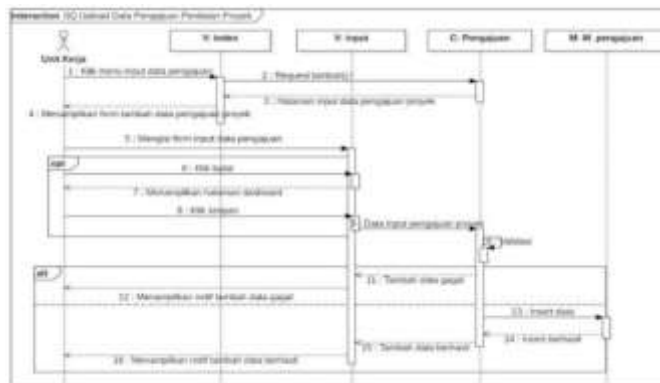 Interaction SQ Upload Data Pengajuan Penilaian Proyek
V: index
V: input
C: Pengajuan
M: M_pengajuan
Unit Kerja
1 : Klik menu input data pengajuan
2 : Request tambah()
3 : Halaman input data pengajuan proyek
4 : Menampilkan form tambah data pengajuan proyek
5 : Mengisi form input data pengajuan
opt
6 : Klik batal
7 : Menampilkan halaman dashboard
8 : Klik simpan
9 : Data input pengajuan proyek
Validasi
alt
11 : Tambah data gagal
12 : Menampilkan notif tambah data gagal
13 : Insert data
14 : Insert berhasil
15 : Tambah data berhasil
16 : Menampilkan notif tambah data berhasil